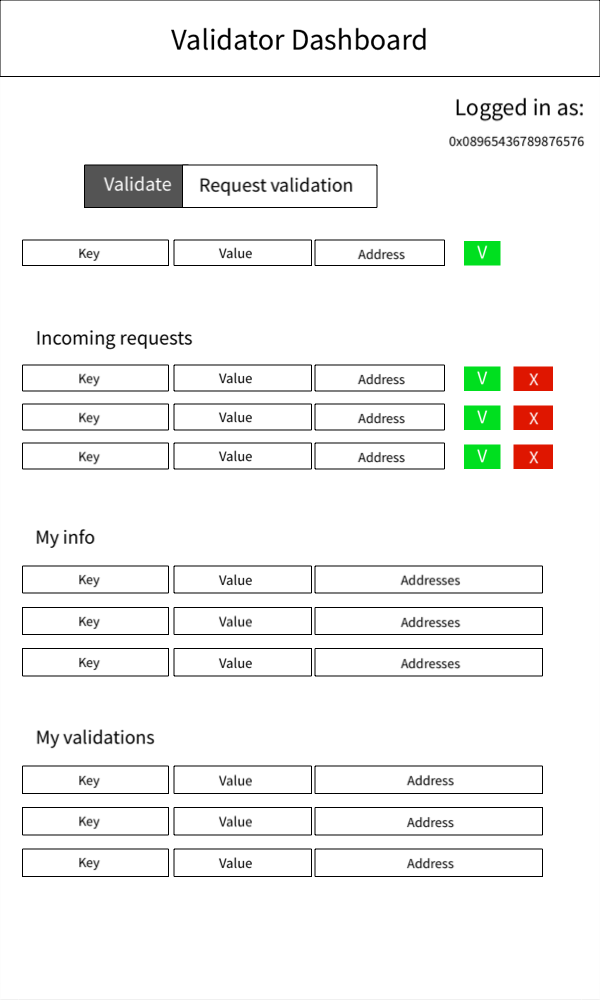 Validator Dashboard
Logged in as:
0x08965436789876576
Validate Request validation
Key Value Address V
Incoming requests
Key Value Address V X
Key Value Address V X
Key Value Address V X
My info
Key Value Addresses
Key Value Addresses
Key Value Addresses
My validations
Key Value Address
Key Value Address
Key Value Address